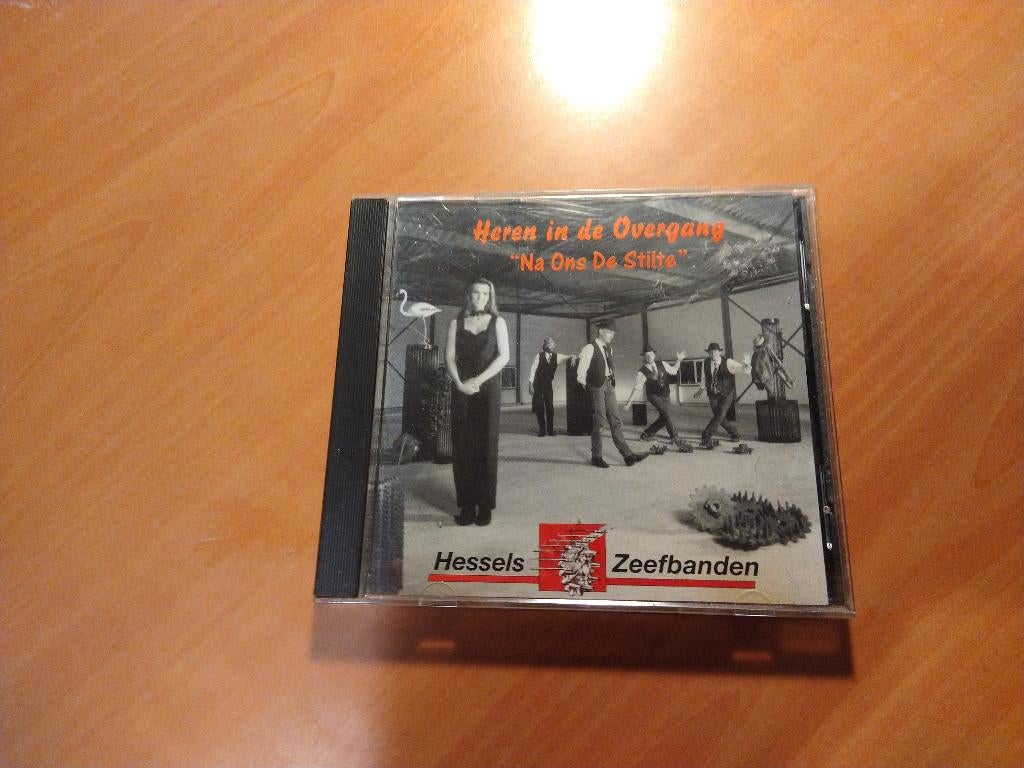 Heren in de Overgang
"Na Ons De Stilte"
Hessels Zeefbanden